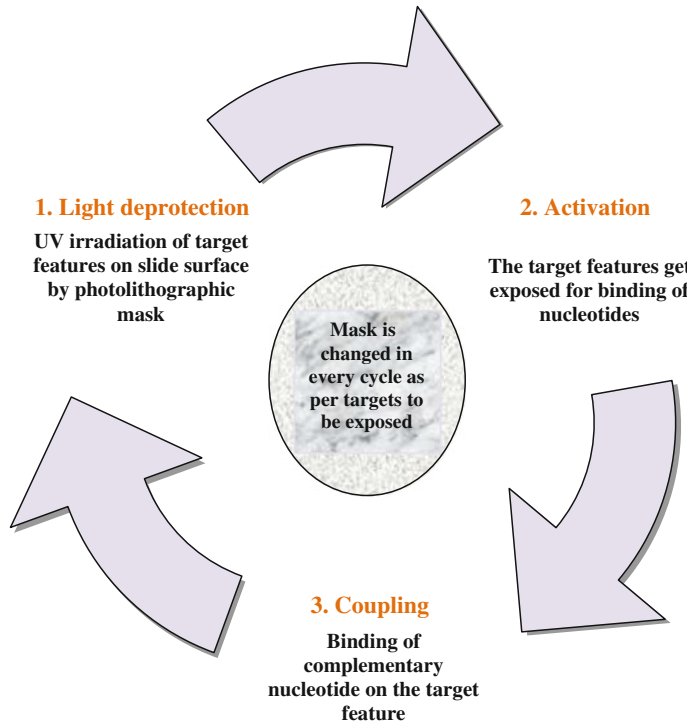 1. Light deprotection
UV irradiation of target
features on slide surface
by photolithographic
mask
2. Activation
The target features get
exposed for binding of
nucleotides
Mask is
changed in
every cycle as
per targets to
be exposed
3. Coupling
Binding of
complementary
nucleotide on the target
feature